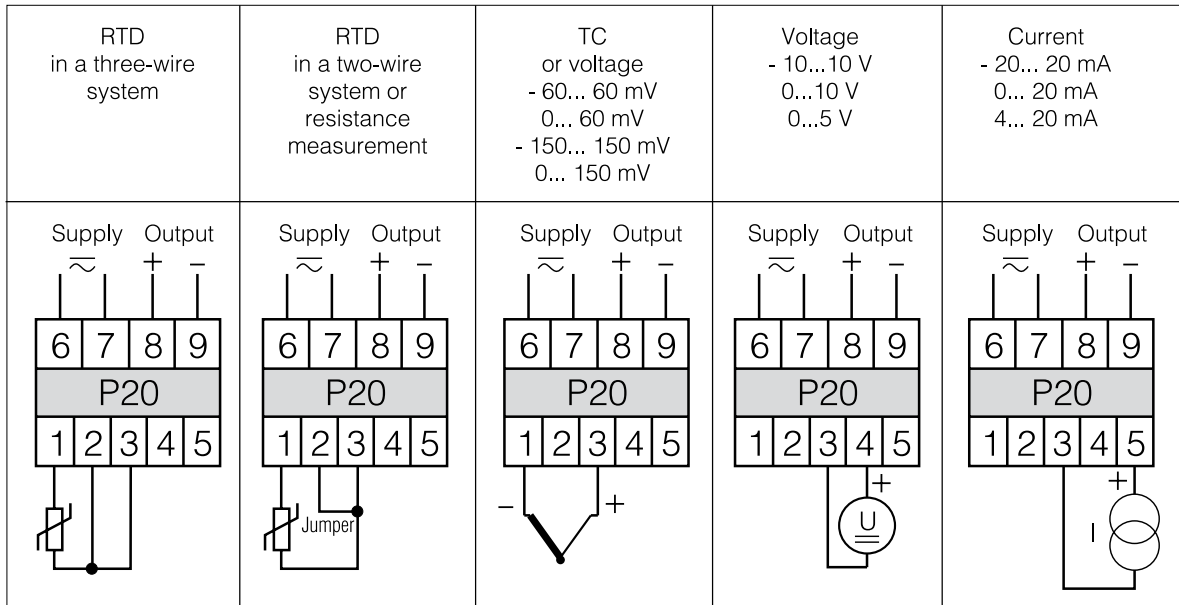 RTD
in a three-wire
system
RTD
in a two-wire
system or
resistance
measurement
TC
or voltage
- 60... 60 mV
0... 60 mV
- 150... 150 mV
0... 150 mV
Voltage
- 10...10 V
0...10 V
0...5 V
Current
- 20... 20 mA
0... 20 mA
4... 20 mA
Supply Output
+ −
6 7 8 9
P20
1 2 3 4 5
Supply Output
+ −
6 7 8 9
P20
1 2 3 4 5
Jumper
Supply Output
+ −
6 7 8 9
P20
1 2 3 4 5
− +
Supply Output
+ −
6 7 8 9
P20
1 2 3 4 5
+
U
Supply Output
+ −
6 7 8 9
P20
1 2 3 4 5
+
I